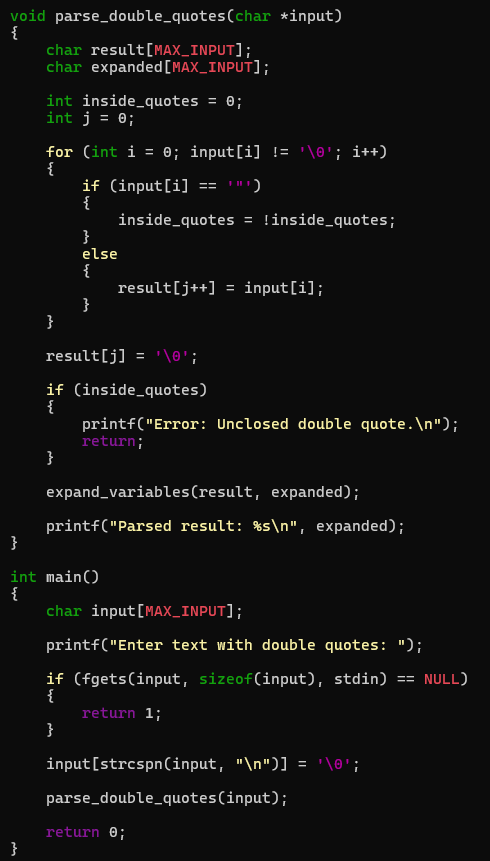 void parse_double_quotes(char *input)
{
    char result[MAX_INPUT];
    char expanded[MAX_INPUT];

    int inside_quotes = 0;
    int j = 0;

    for (int i = 0; input[i] != '\0'; i++)
    {
        if (input[i] == '"')
        {
            inside_quotes = !inside_quotes;
        }
        else
        {
            result[j++] = input[i];
        }
    }

    result[j] = '\0';

    if (inside_quotes)
    {
        printf("Error: Unclosed double quote.\n");
        return;
    }

    expand_variables(result, expanded);

    printf("Parsed result: %s\n", expanded);
}

int main()
{
    char input[MAX_INPUT];

    printf("Enter text with double quotes: ");

    if (fgets(input, sizeof(input), stdin) == NULL)
    {
        return 1;
    }

    input[strcspn(input, "\n")] = '\0';

    parse_double_quotes(input);

    return 0;
}